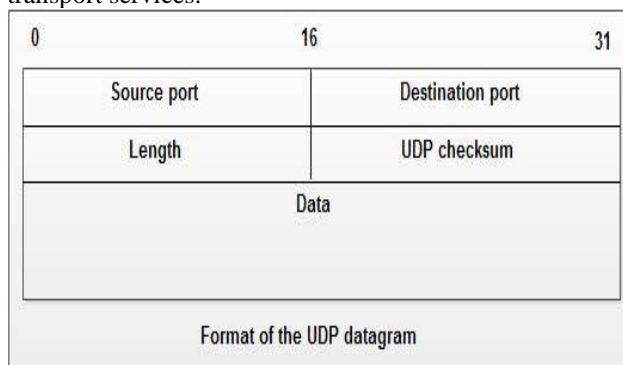 transport services.
0 16 31
Source port Destination port
Length UDP checksum
Data
Format of the UDP datagram